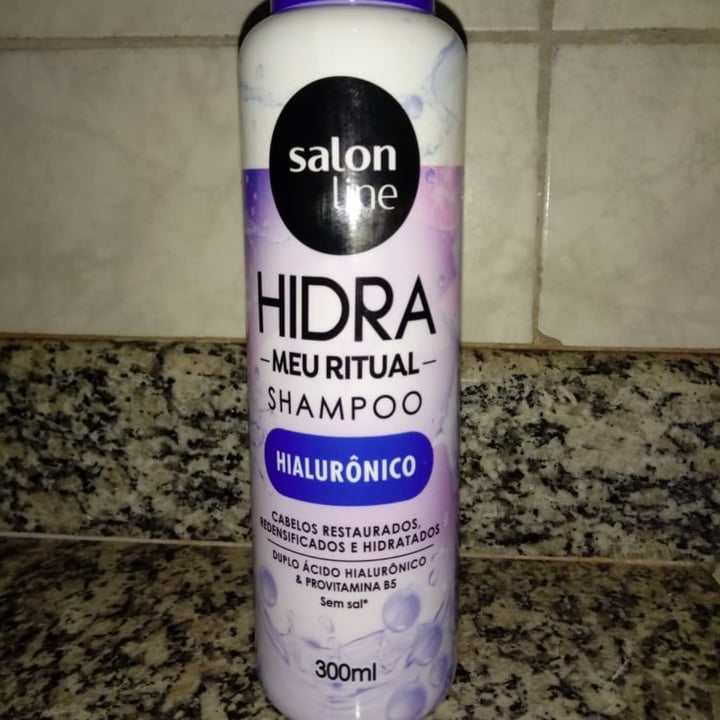 salon
line
HIDRA
MEU RITUAL
SHAMPOO
HIALURÔNICO
CABELOS RESTAURADOS,
REDENSIFICADOS E HIDRATADOS
DUPLO ÁCIDO HIALURÔNICO
& PROVITAMINA B5
Sem sal*
300ml